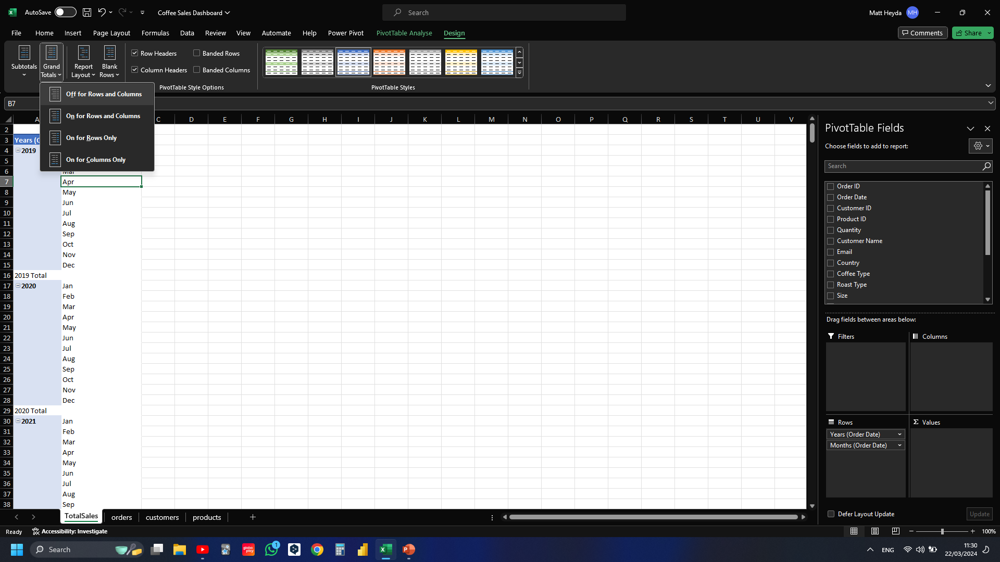 AutoSave
Coffee Sales Dashboard
Search
Matt Heyda
MH
File Home Insert Page Layout Formulas Data Review View Automate Help Power Pivot PivotTable Analyse Design
Comments
Share
Subtotals
Grand Totals
Report Layout
Blank Rows
Row Headers
Banded Rows
Column Headers
Banded Columns
PivotTable Style Options
PivotTable Styles
Off for Rows and Columns
On for Rows and Columns
On for Rows Only
On for Columns Only
B7
A C D E F G H I J K L M N O P Q R S T U V
2
3 Years (
4 2019
5
6 Mar
7 Apr
8 May
9 Jun
10 Jul
11 Aug
12 Sep
13 Oct
14 Nov
15 Dec
16 2019 Total
17 2020 Jan
18 Feb
19 Mar
20 Apr
21 May
22 Jun
23 Jul
24 Aug
25 Sep
26 Oct
27 Nov
28 Dec
29 2020 Total
30 2021 Jan
31 Feb
32 Mar
33 Apr
34 May
35 Jun
36 Jul
37 Aug
38 Sep
PivotTable Fields
Choose fields to add to report:
Search
Order ID
Order Date
Customer ID
Product ID
Quantity
Customer Name
Email
Country
Coffee Type
Roast Type
Size
Drag fields between areas below:
Filters
Columns
Rows
Values
Years (Order Date)
Months (Order Date)
Defer Layout Update
Update
TotalSales orders customers products
Ready
Accessibility: Investigate
100%
Search
globo play
1
ENG
11:30
22/03/2024